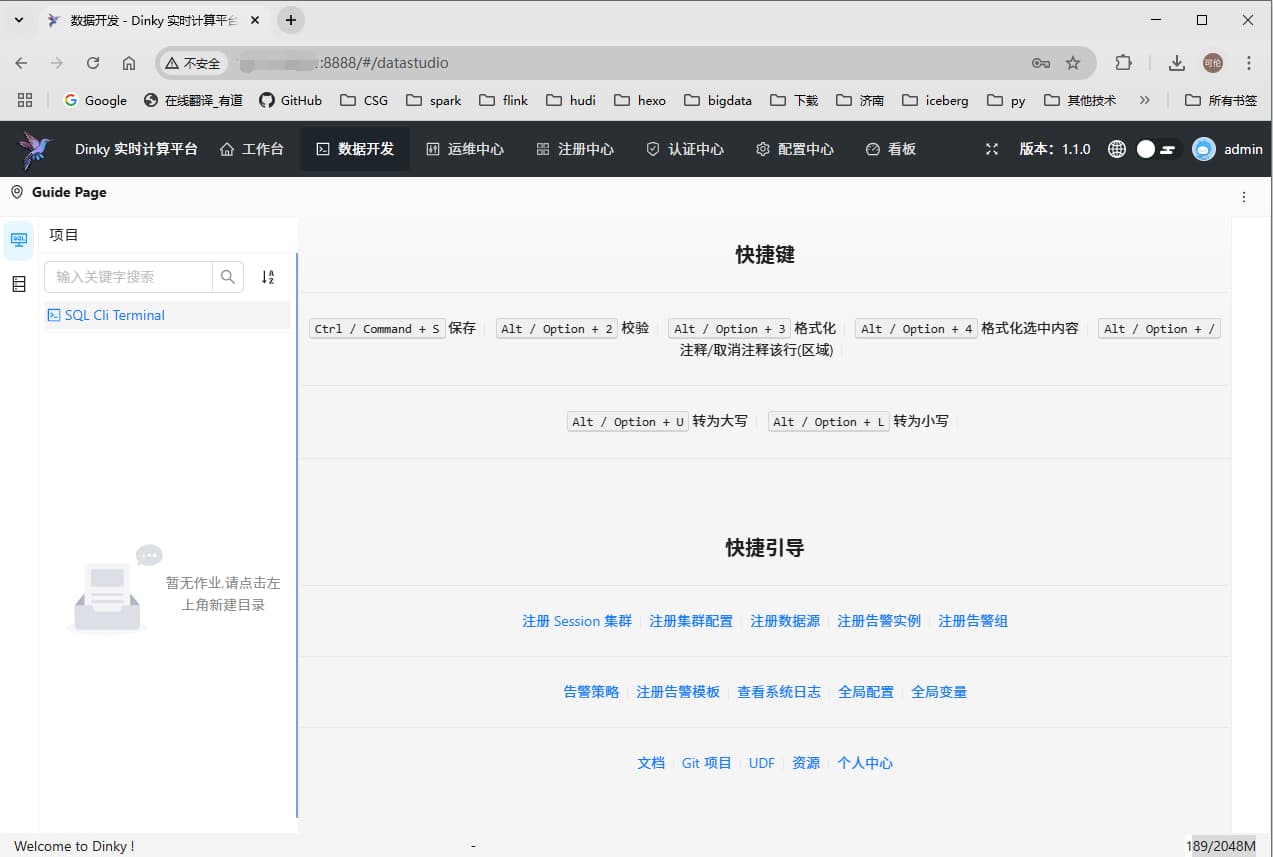 数据开发 - Dinky 实时计算平台
不安全
:8888/#/datastudio
可伦
Google 在线翻译_有道 GitHub CSG spark flink hudi hexo bigdata 下载 济南 iceberg py 其他技术 » 所有书签
Dinky 实时计算平台 工作台 数据开发 运维中心 注册中心 认证中心 配置中心 看板 版本：1.1.0 admin
Guide Page
项目
输入关键字搜索
SQL Cli Terminal
暂无作业,请点击左
上角新建目录
快捷键
Ctrl / Command + S 保存 Alt / Option + 2 校验 Alt / Option + 3 格式化 Alt / Option + 4 格式化选中内容 Alt / Option + /
注释/取消注释该行(区域)
Alt / Option + U 转为大写 Alt / Option + L 转为小写
快捷引导
注册 Session 集群 注册集群配置 注册数据源 注册告警实例 注册告警组
告警策略 注册告警模板 查看系统日志 全局配置 全局变量
文档 Git 项目 UDF 资源 个人中心
Welcome to Dinky ! - 189/2048M